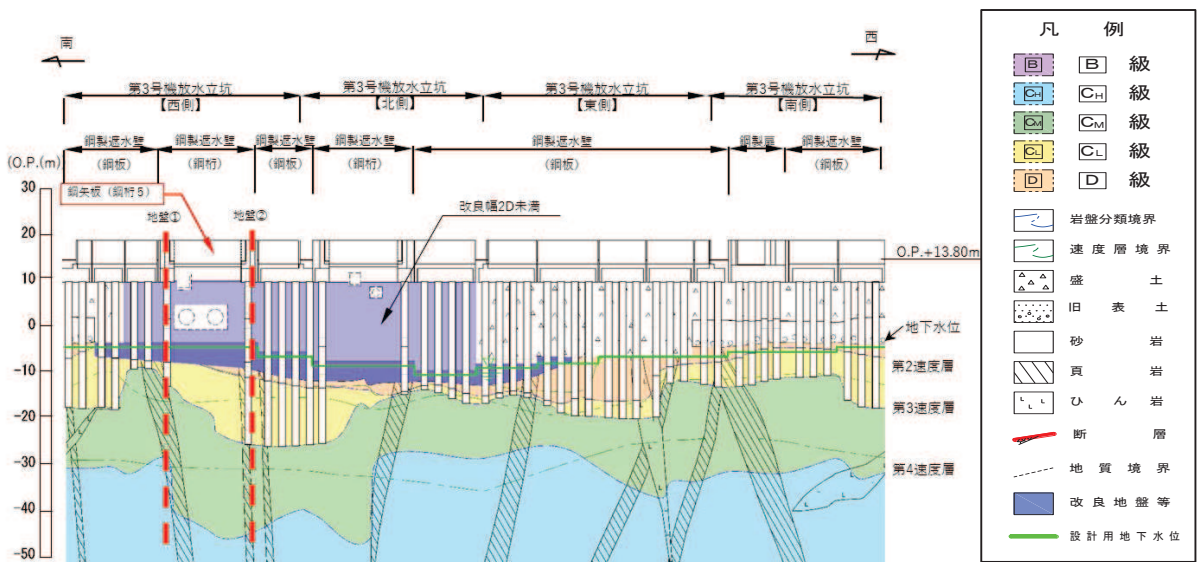 南
西
第3号機放水立坑
【西側】
第3号機放水立坑
【北側】
第3号機放水立坑
【東側】
第3号機放水立坑
【南側】
鋼製遮水壁
(鋼板)
鋼製遮水壁
(鋼桁)
鋼製遮水壁
(鋼板)
鋼製遮水壁
(鋼桁)
鋼製遮水壁
(鋼板)
鋼製扉
鋼製遮水壁
(鋼板)
(O.P.(m)
30
20
10
0
-10
-20
-30
-40
-50
鋼矢板(鋼桁5)
地盤①
地盤②
改良幅2D未満
O.P.+13.80m
地下水位
第2速度層
第3速度層
第4速度層
凡 例
B B 級
CH CH 級
CM CM 級
CL CL 級
D D 級
岩盤分類境界
速度層境界
盛 土
旧 表 土
砂 岩
頁 岩
ひ ん 岩
断 層
地質境界
改良地盤等
設計用地下水位